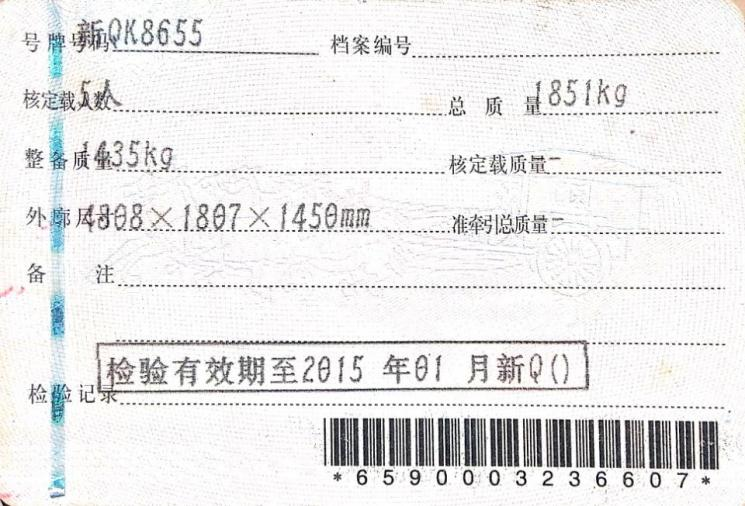 号牌号码 新QK8655 档案编号
核定载人数 5人 总质量 1851kg
整备质量 1435kg 核定载质量 -
外廓尺寸 4808×1807×1450mm 准牵引总质量 -
备注
检验有效期至2015 年01 月新Q()
检验记录
*6590003236607*